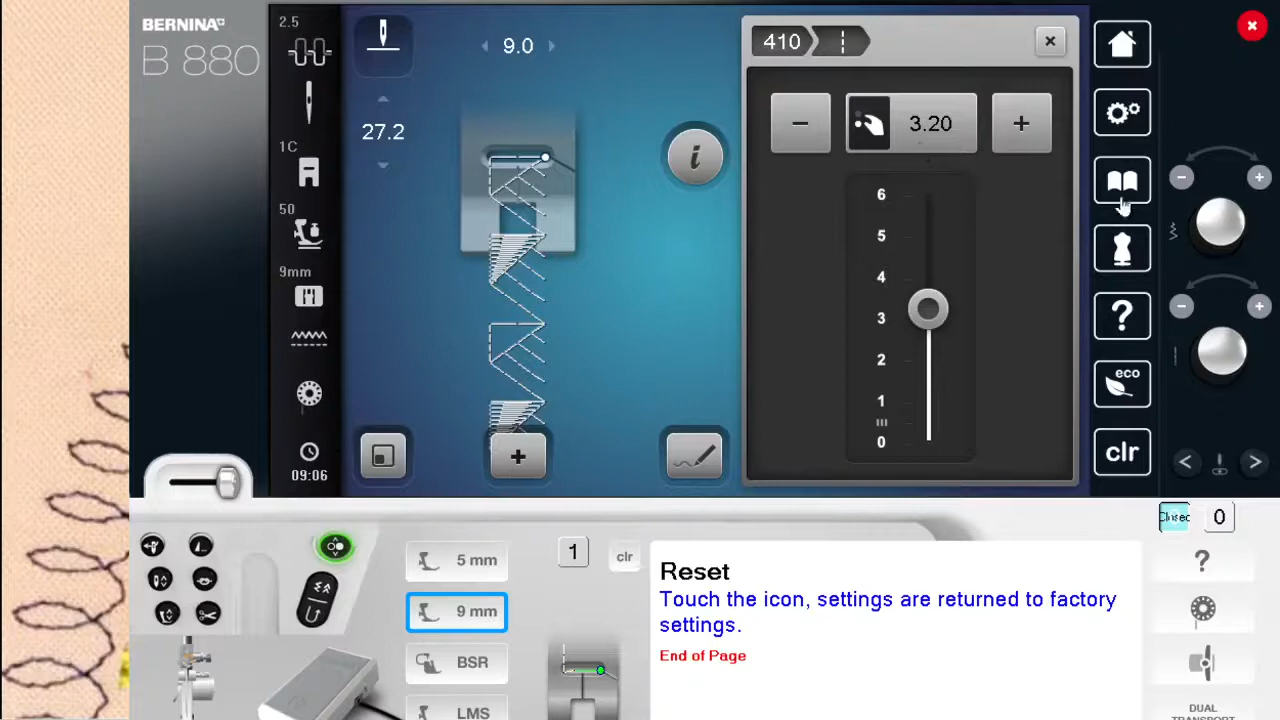 BERNINA
B 880
2.5
1C
50
9mm
09:06
9.0
27.2
i
+
410
×
−
3.20
+
6
5
4
3
2
1
0
?
eco
clr
Closed
0
5 mm
9 mm
BSR
LMS
1
clr
Reset
Touch the icon, settings are returned to factory
settings.
End of Page
?
DUAL
TRANSPORT